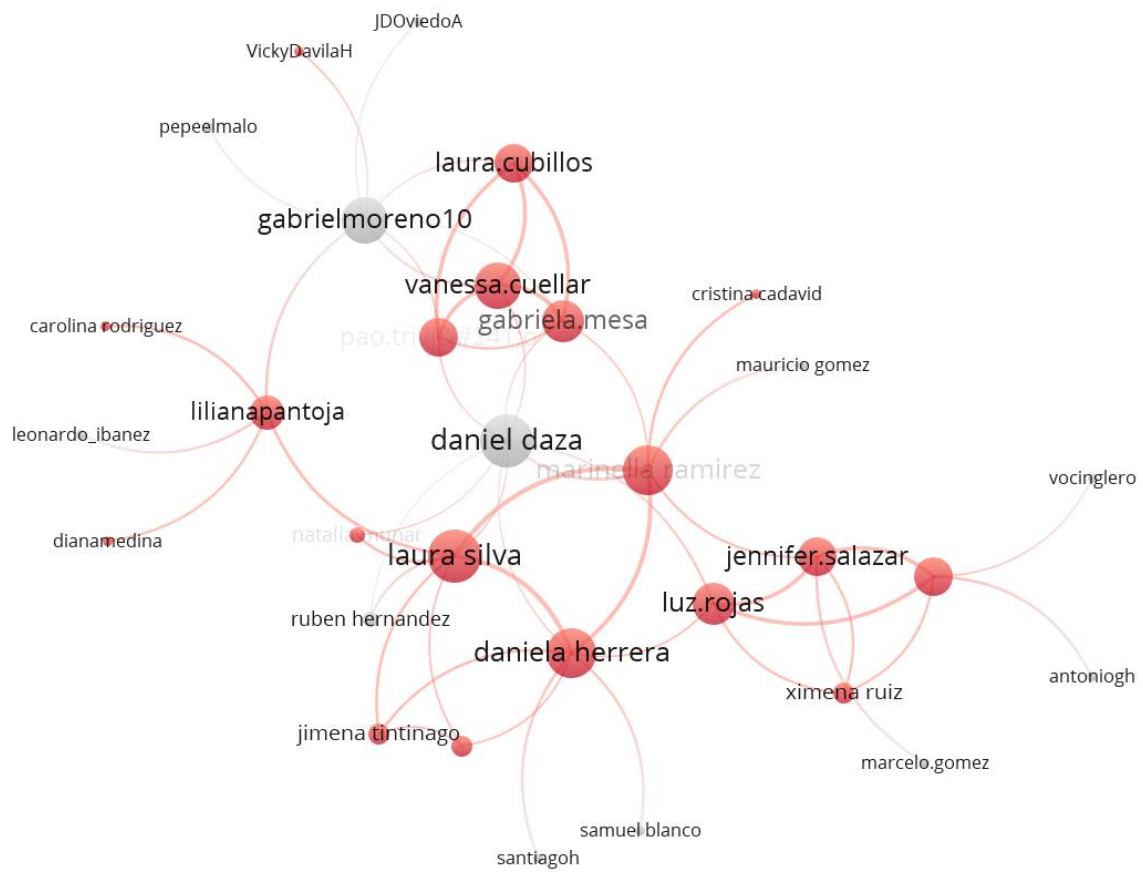 JDOviedoA
VickyDavilaH
pepeelmalo
laura.cubillos
gabrielmoreno10
vanessa.cuellar
cristina cadavid
gabriela.mesa
carolina rodriguez
mauricio gomez
lilianapantoja
leonardo_ibanez
daniel daza
marinella ramirez
vocinglero
natalia munar
dianamedina
laura silva
jennifer.salazar
luz.rojas
ruben hernandez
daniela herrera
antoniogh
ximena ruiz
jimena tintinago
marcelo.gomez
samuel blanco
santiagoh